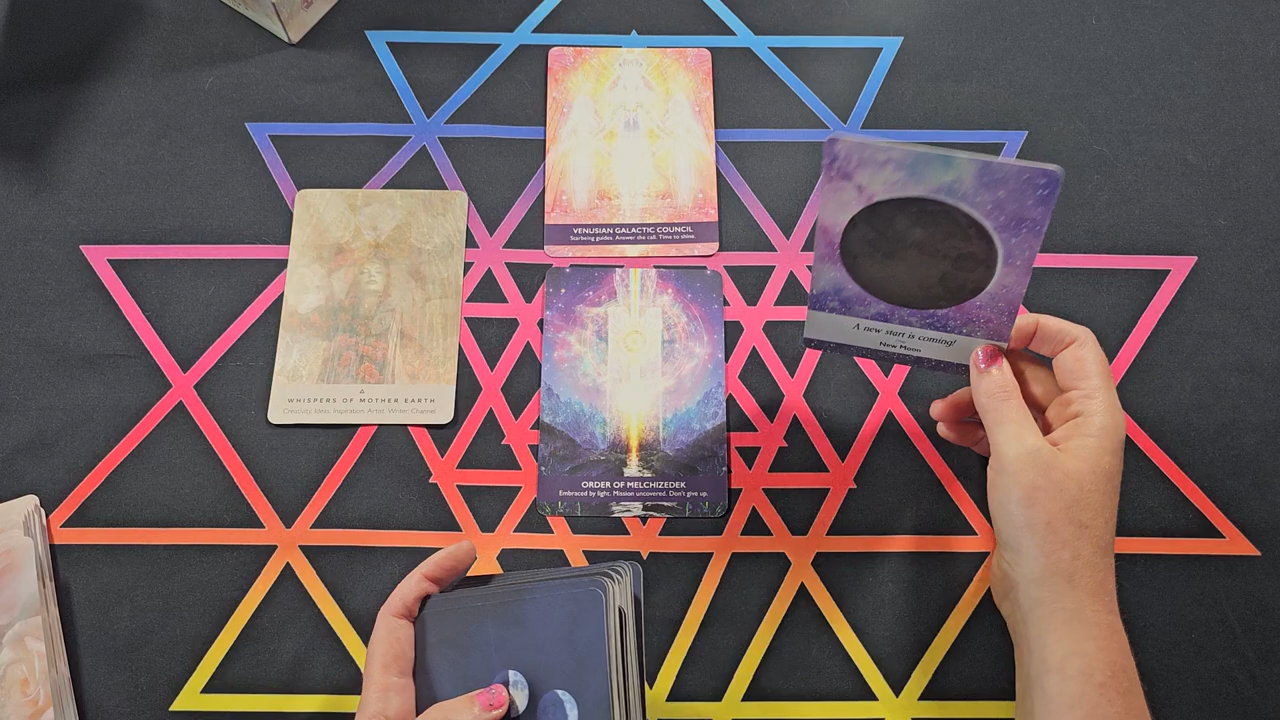 VENUSIAN GALACTIC COUNCIL
Starbeing guides. Answer the call. Time to shine.
WHISPERS OF MOTHER EARTH
Creativity. Ideas. Inspiration. Artist. Writer. Channel
A new start is coming!
New Moon
ORDER OF MELCHIZEDEK
Embraced by light. Mission uncovered. Don't give up.